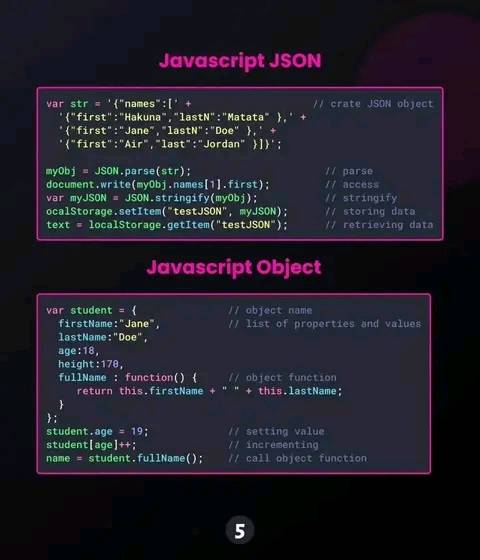 Javascript JSON
var str = '{"names":[' + // crate JSON object
'{"first":"Hakuna","lastN":"Matata" },' +
'{"first":"Jane","lastN":"Doe" },' +
'{"first":"Air","last":"Jordan" }]}';
myObj = JSON.parse(str); // parse
document.write(myObj.names[1].first); // access
var myJSON = JSON.stringify(myObj); // stringify
ocalStorage.setItem("testJSON", myJSON); // storing data
text = localStorage.getItem("testJSON"); // retrieving data
Javascript Object
var student = { // object name
firstName:"Jane", // list of properties and values
lastName:"Doe",
age:18,
height:170,
fullName : function() { // object function
return this.firstName + " " + this.lastName;
}
};
student.age = 19; // setting value
student[age]++; // incrementing
name = student.fullName(); // call object function
5